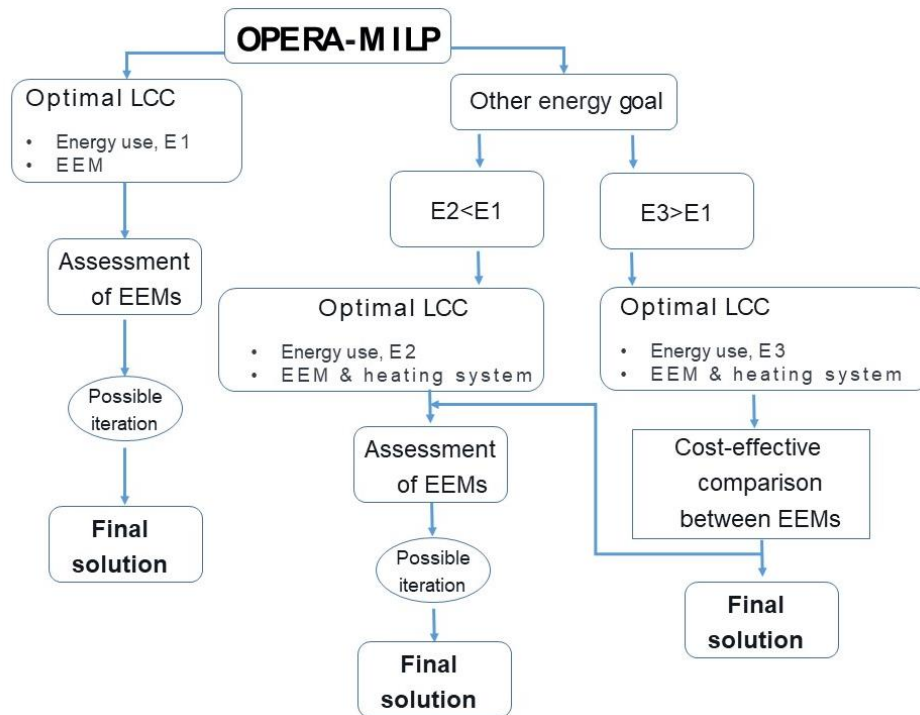 OPERA-MILP
Optimal LCC
• Energy use, E1
• EEM
Assessment
of EEMs
Possible
iteration
Final
solution
Other energy goal
E2<E1
Optimal LCC
• Energy use, E2
• EEM & heating system
Assessment
of EEMs
Possible
iteration
Final
solution
E3>E1
Optimal LCC
• Energy use, E3
• EEM & heating system
Cost-effective
comparison
between EEMs
Final
solution